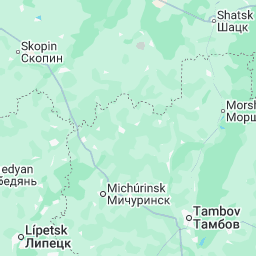 Shatsk
Шацк
Skopin
Скопин
Morsh
Морш
edyan
бедянь
Michúrinsk
Мичуринск
Tambov
Тамбов
Lípetsk
Липецк